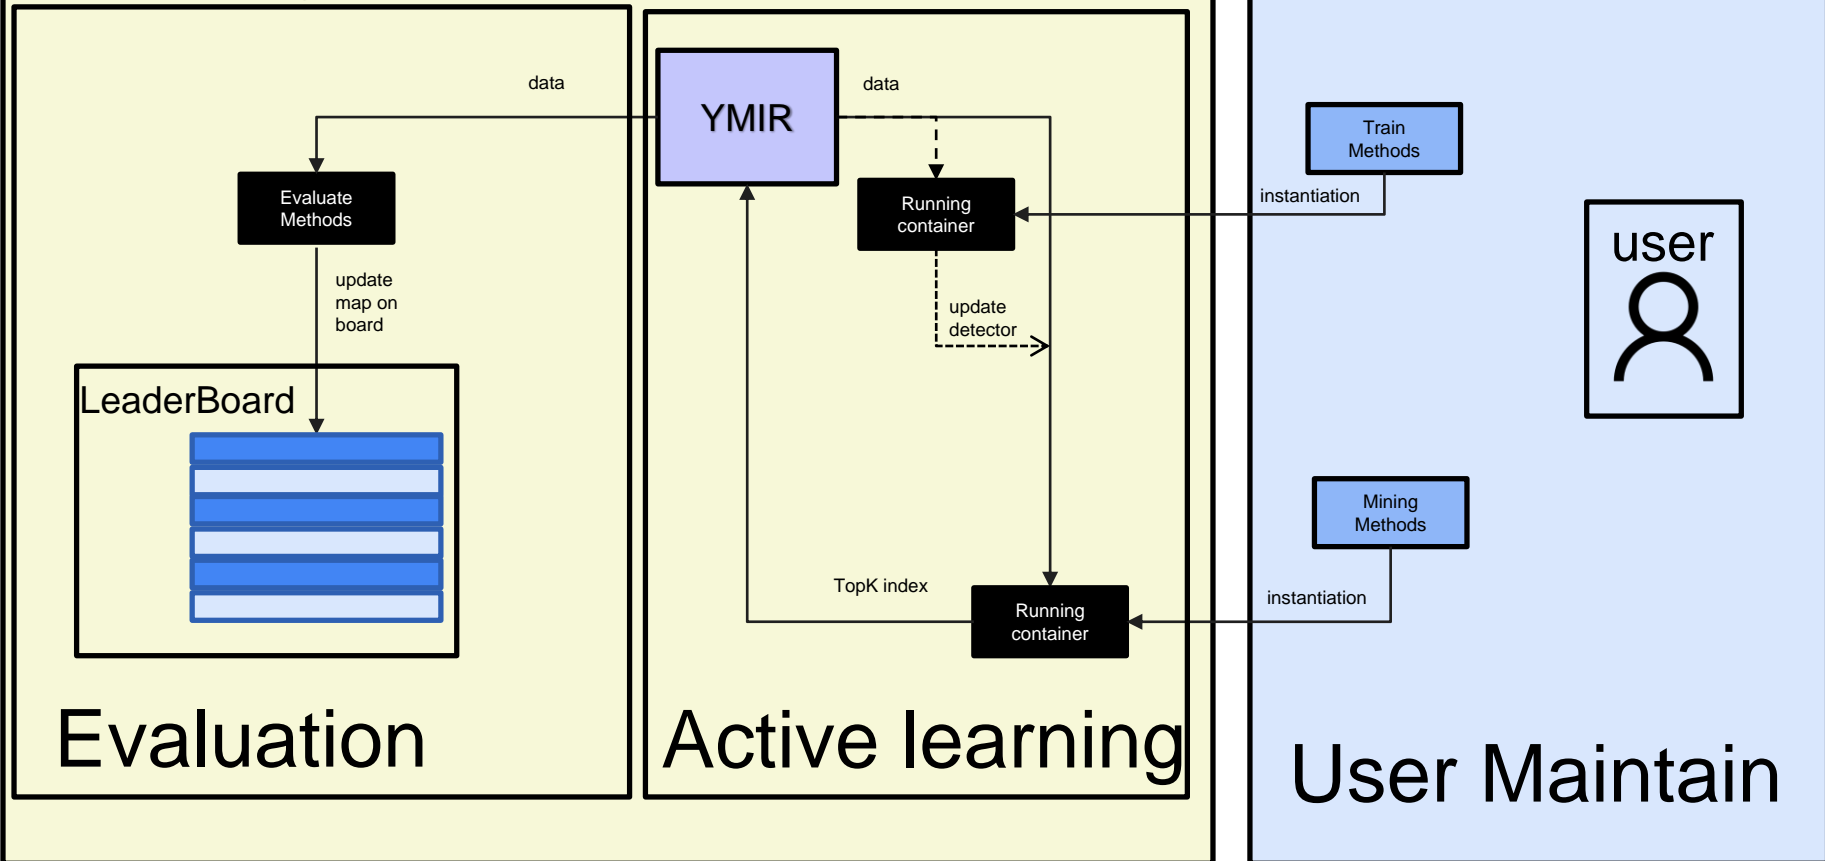 data
YMIR
data
Evaluate
Methods
update
map on
board
LeaderBoard
Evaluation
Running
container
update
detector
TopK index
Running
container
Active learning
Train
Methods
instantiation
user
Mining
Methods
instantiation
User Maintain